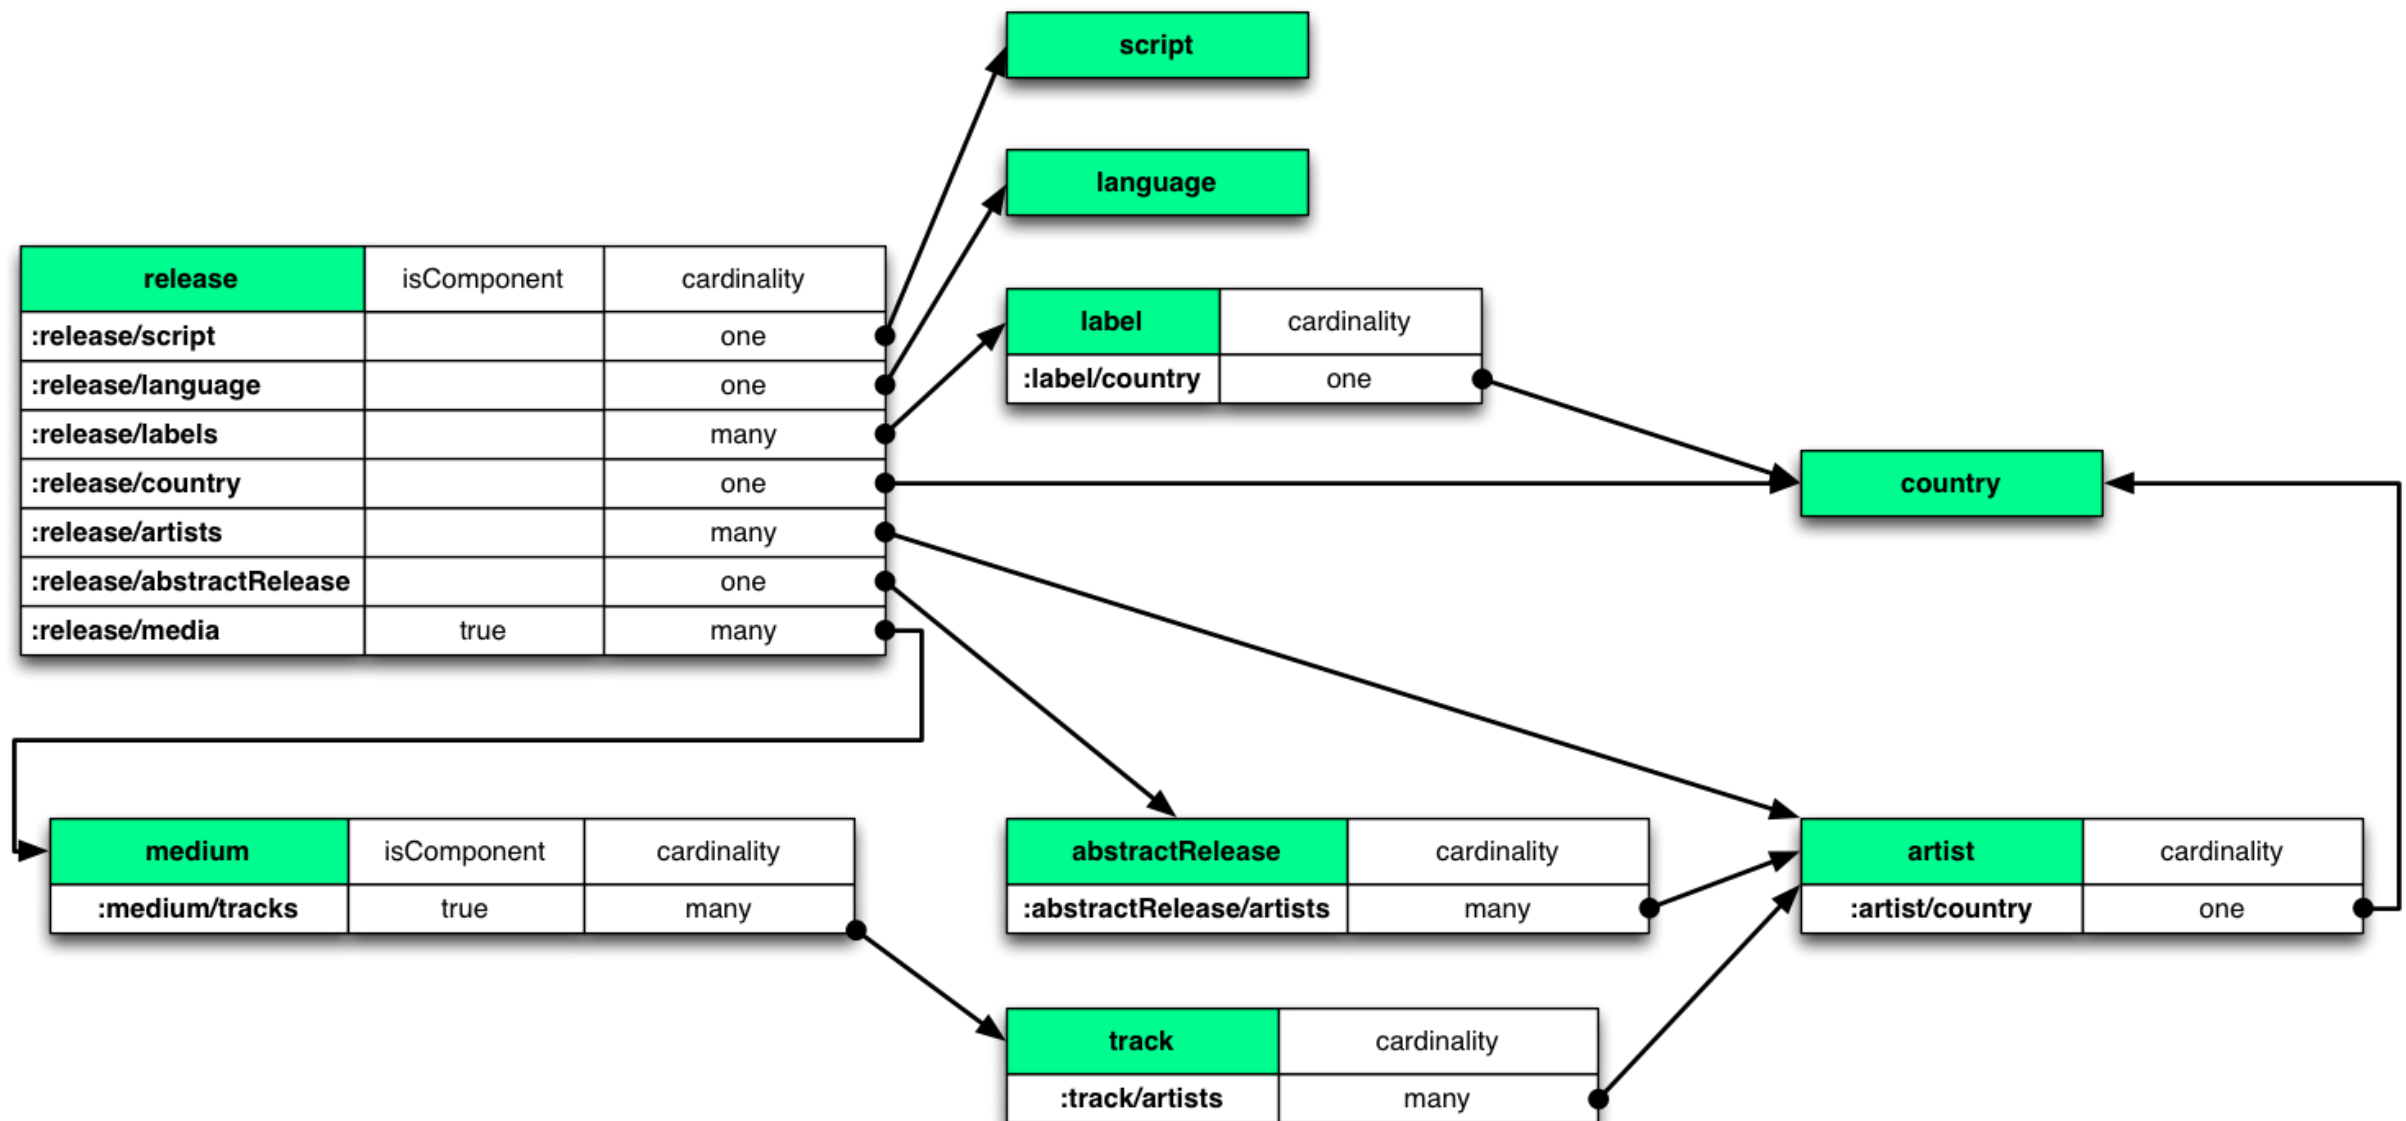 script
language
release isComponent cardinality
:release/script one
:release/language one
:release/labels many
:release/country one
:release/artists many
:release/abstractRelease one
:release/media true many
label cardinality
:label/country one
country
medium isComponent cardinality
:medium/tracks true many
abstractRelease cardinality
:abstractRelease/artists many
artist cardinality
:artist/country one
track cardinality
:track/artists many